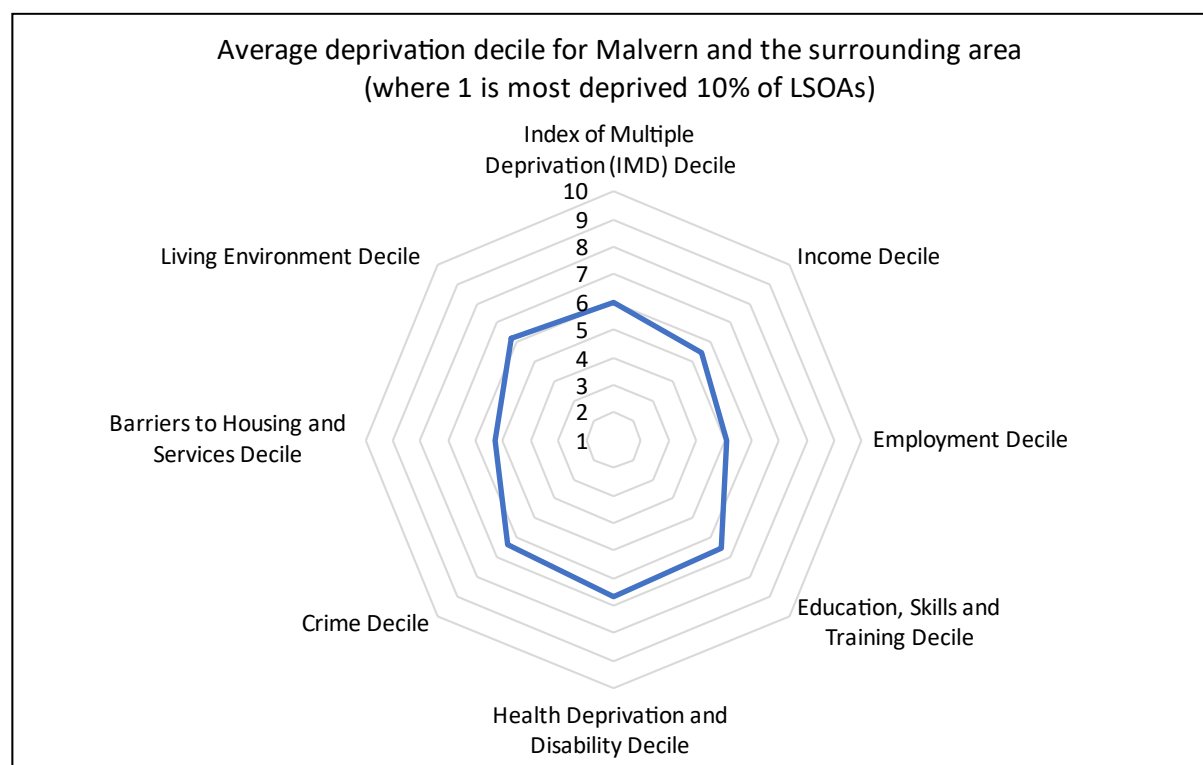 Average deprivation decile for Malvern and the surrounding area
(where 1 is most deprived 10% of LSOAs)
Index of Multiple
Deprivation (IMD) Decile
10
9
8
7
6
5
4
3
2
1
Income Decile
Employment Decile
Education, Skills and
Training Decile
Health Deprivation and
Disability Decile
Crime Decile
Barriers to Housing and
Services Decile
Living Environment Decile